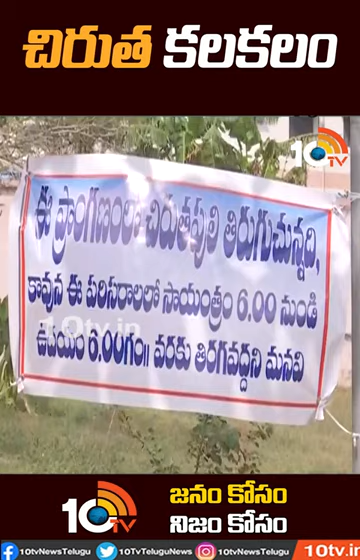 చిరుత కలకలం
10TV
ఈ ప్రాంగణంలో చిరుతపులి తిరుగుచున్నది,
కావున ఈ పరిసరాలలో సాయంత్రం 6.00 నుండి
ఉదయం 6.00గం॥ వరకు తిరగవద్దని మనవి
10tv.in
10TV
జనం కోసం
నిజం కోసం
10tvNewsTelugu
10TvTeluguNews
10tvNewsTelugu
10tv.in